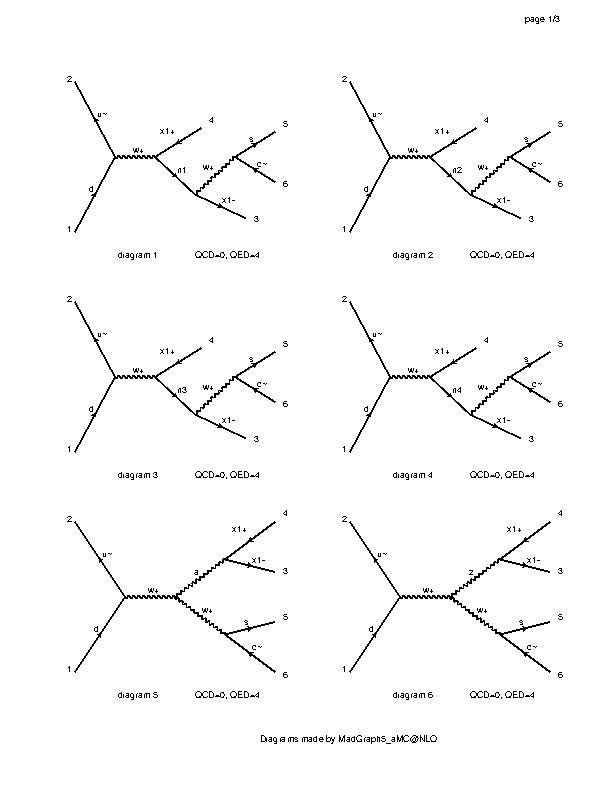 page 1/3
2
u~
d
1
w+
x1+
4
n1
w+
x1-
3
s
5
c~
6
diagram 1 QCD=0, QED=4
2
u~
d
1
w+
x1+
4
n2
w+
x1-
3
s
5
c~
6
diagram 2 QCD=0, QED=4
2
u~
d
1
w+
x1+
4
n3
w+
x1-
3
s
5
c~
6
diagram 3 QCD=0, QED=4
2
u~
d
1
w+
x1+
4
n4
w+
x1-
3
s
5
c~
6
diagram 4 QCD=0, QED=4
2
u~
d
1
w+
a
x1+
4
x1-
3
w+
s
5
c~
6
diagram 5 QCD=0, QED=4
2
u~
d
1
w+
z
x1+
4
x1-
3
w+
s
5
c~
6
diagram 6 QCD=0, QED=4
Diagrams made by MadGraph5_aMC@NLO